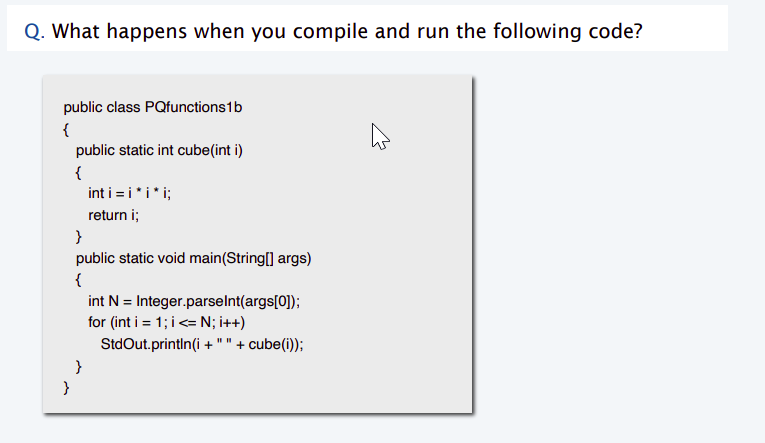 Q. What happens when you compile and run the following code?
public class PQfunctions1b
{
public static int cube(int i)
{
int i = i * i * i;
return i;
}
public static void main(String[] args)
{
int N = Integer.parseInt(args[0]);
for (int i = 1; i <= N; i++)
StdOut.println(i + " " + cube(i));
}
}